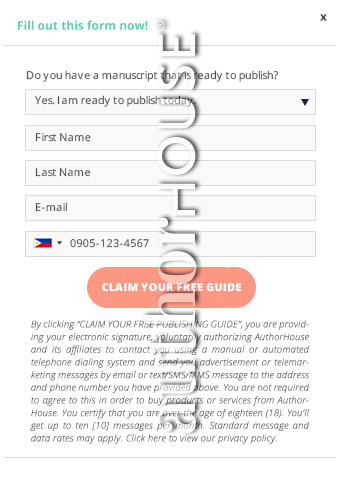 Fill out this form now!
x
Do you have a manuscript that is ready to publish?
Yes. I am ready to publish today.
First Name
Last Name
E-mail
0905-123-4567
CLAIM YOUR FREE GUIDE
By clicking “CLAIM YOUR FREE PUBLISHING GUIDE”, you are provid-
ing your electronic signature, voluntarily authorizing AuthorHouse
and its affiliates to contact you using a manual or automated
telephone dialing system and send you advertisement or telemar-
keting messages by email or text/SMS/MMS message to the address
and phone number you have provided above. You are not required
to agree to this in order to buy products or services from Author-
House. You certify that you are over the age of eighteen (18). You’ll
get up to ten [10] messages per month. Standard message and
data rates may apply. Click here to view our privacy policy.
authorHOUSE®